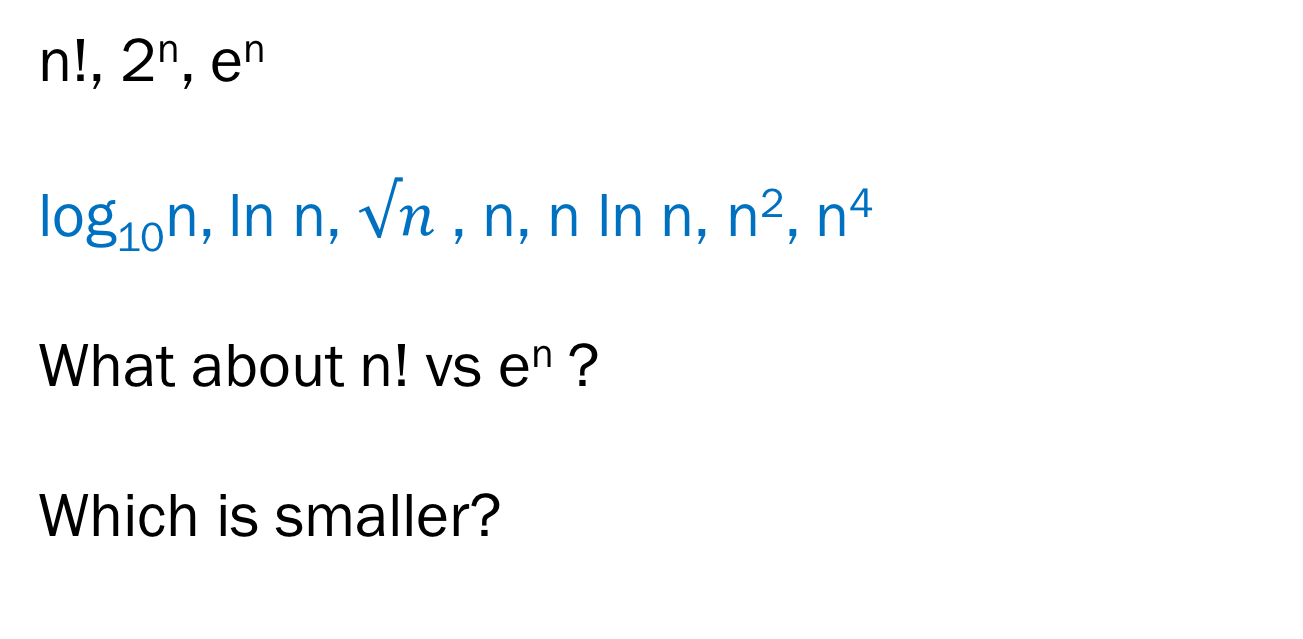 n!, 2ⁿ, eⁿ
log₁₀n, ln n, √𝑛 , n, n ln n, n², n⁴
What about n! vs eⁿ ?
Which is smaller?